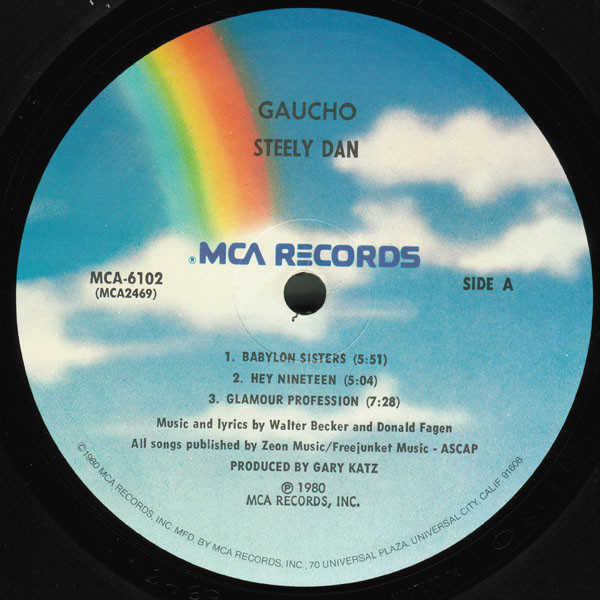 GAUCHO
STEELY DAN
® MCA RECORDS
MCA-6102
(MCA2469)
SIDE A
1. BABYLON SISTERS (5:51)
2. HEY NINETEEN (5:04)
3. GLAMOUR PROFESSION (7:28)
Music and lyrics by Walter Becker and Donald Fagen
All songs published by Zeon Music/Freejunket Music - ASCAP
PRODUCED BY GARY KATZ
℗ 1980
MCA RECORDS, INC.
©1980 MCA RECORDS, INC. MFD. BY MCA RECORDS, INC., 70 UNIVERSAL PLAZA, UNIVERSAL CITY, CALIF. 91608